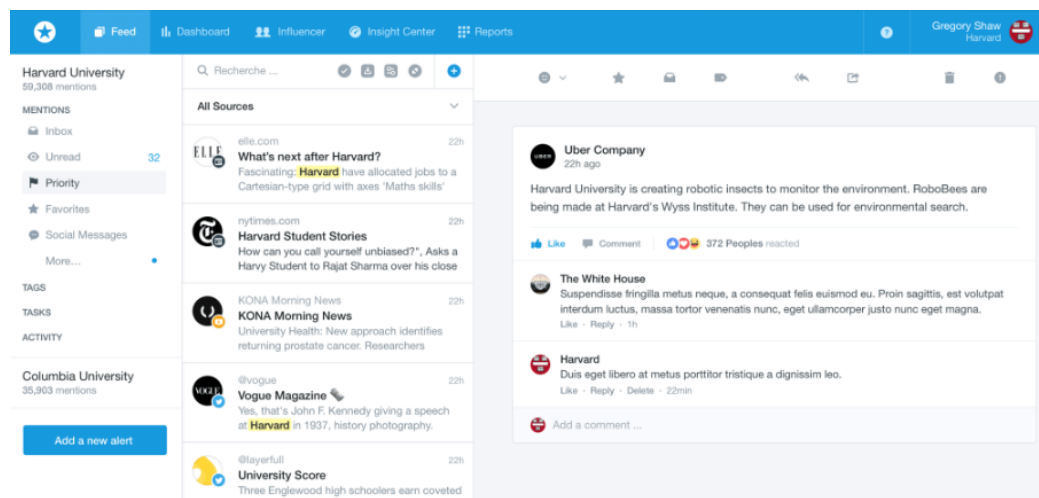 Feed
Dashboard
Influencer
Insight Center
Reports
?
Gregory Shaw
Harvard
Harvard University
59,308 mentions
MENTIONS
Inbox
Unread 32
Priority
Favorites
Social Messages
More...
TAGS
TASKS
ACTIVITY
Columbia University
35,903 mentions
Add a new alert
Recherche ...
All Sources
ELLE
elle.com 22h
What's next after Harvard?
Fascinating: Harvard have allocated jobs to a
Cartesian-type grid with axes 'Maths skills'
nytimes.com 22h
Harvard Student Stories
How can you call yourself unbiased?", Asks a
Harvy Student to Rajat Sharma over his close
KONA Morning News 22h
KONA Morning News
University Health: New approach identifies
returning prostate cancer. Researchers
VOGUE
@vogue 22h
Vogue Magazine 🗞
Yes, that's John F. Kennedy giving a speech
at Harvard in 1937, history photography.
@layerfull 22h
University Score
Three Englewood high schoolers earn coveted
UBER
Uber Company
22h ago
Harvard University is creating robotic insects to monitor the environment. RoboBees are
being made at Harvard's Wyss Institute. They can be used for environmental search.
Like Comment 372 Peoples reacted
The White House
Suspendisse fringilla metus neque, a consequat felis euismod eu. Proin sagittis, est volutpat
interdum luctus, massa tortor venenatis nunc, eget ullamcorper justo nunc eget magna.
Like · Reply · 1h
Harvard
Duis eget libero at metus porttitor tristique a dignissim leo.
Like · Reply · Delete · 22min
Add a comment ...